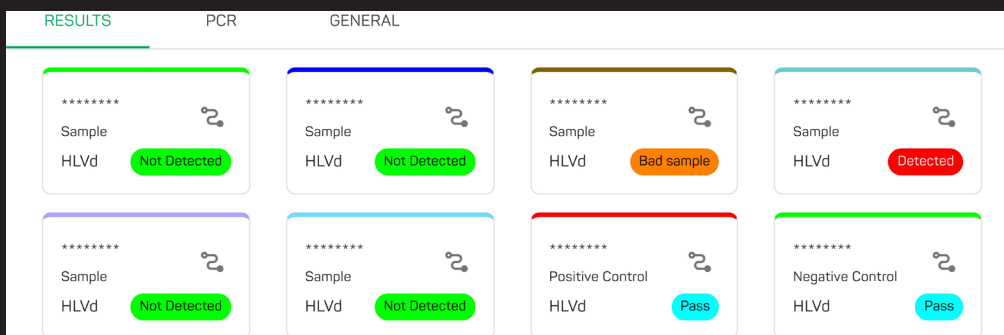 RESULTS PCR GENERAL
******** ******** ******** ********
Sample Sample Sample Sample
HLVd Not Detected HLVd Not Detected HLVd Bad sample HLVd Detected
******** ******** ******** ********
Sample Sample Positive Control Negative Control
HLVd Not Detected HLVd Not Detected HLVd Pass HLVd Pass